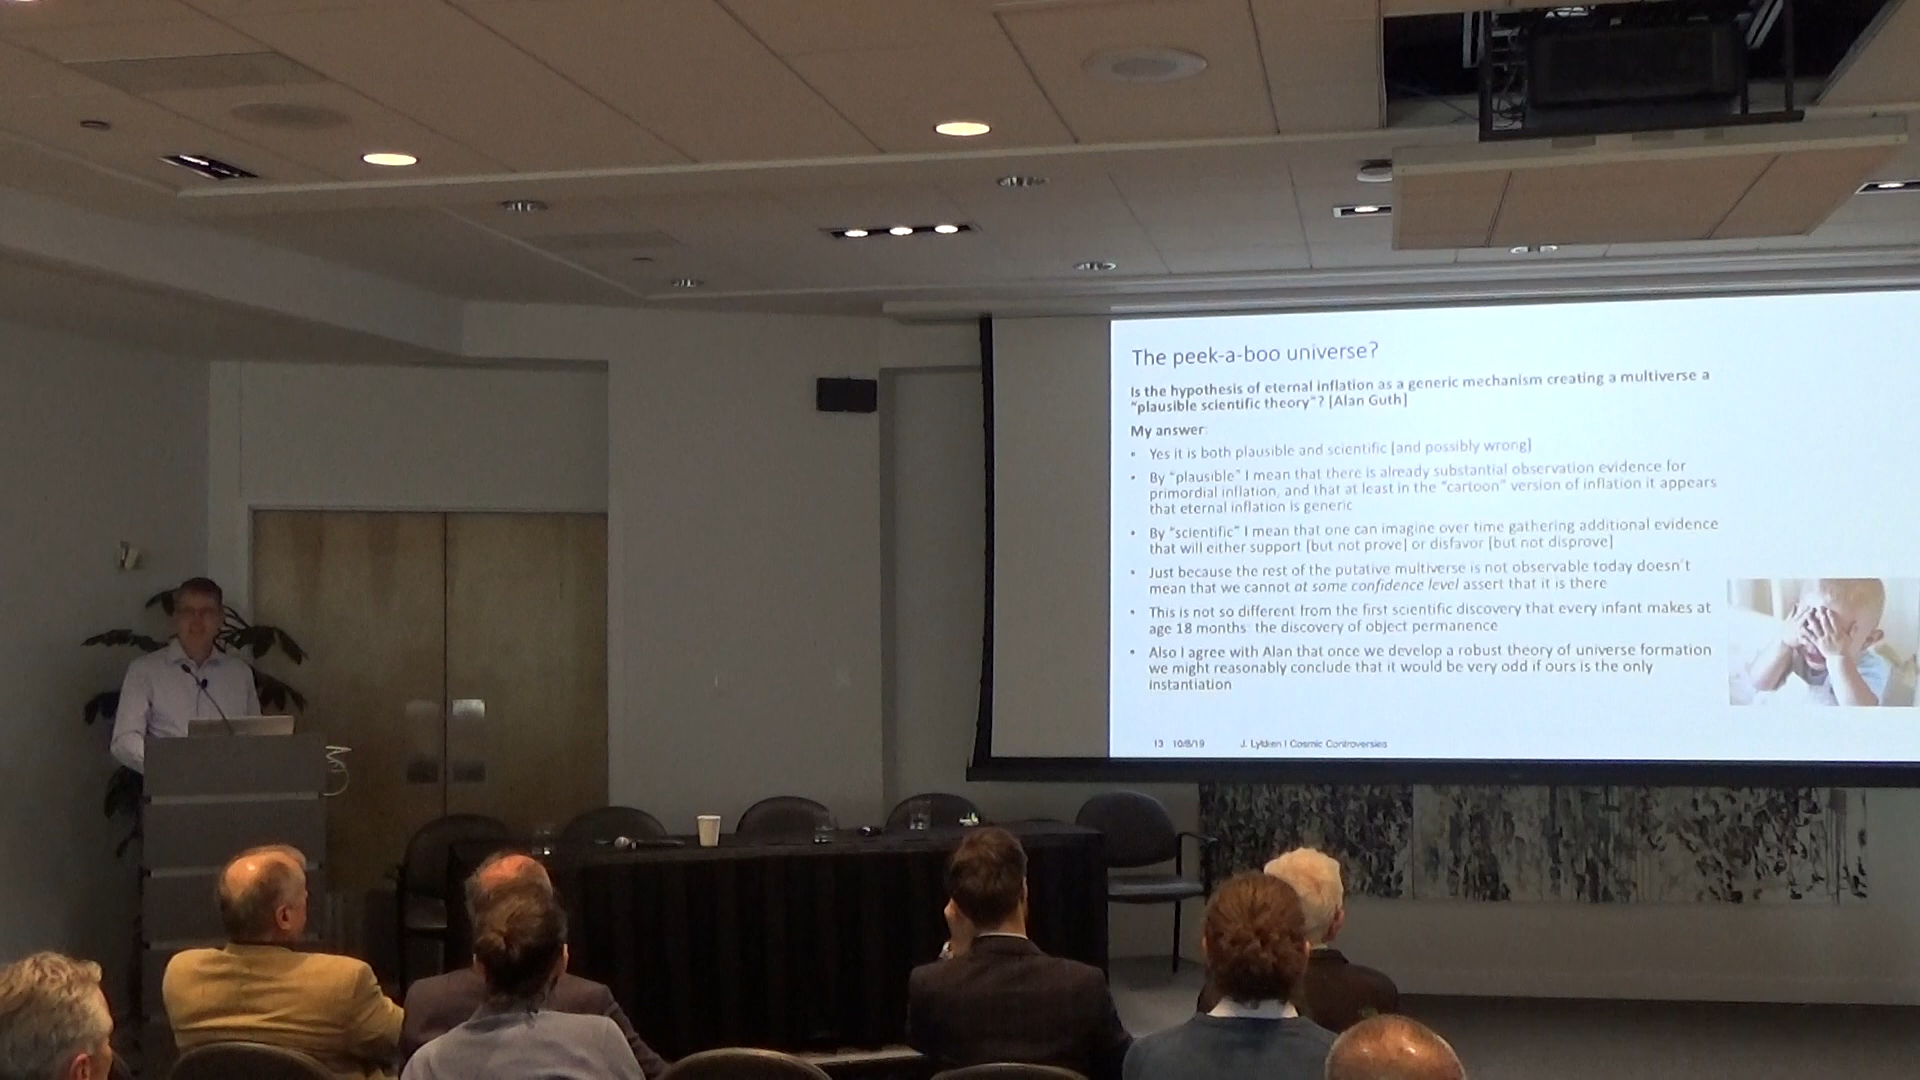 The peek-a-boo universe?
Is the hypothesis of eternal inflation as a generic mechanism creating a multiverse a
"plausible scientific theory"? [Alan Guth]
My answer:
• Yes it is both plausible and scientific [and possibly wrong]
• By "plausible" I mean that there is already substantial observation evidence for
primordial inflation, and that at least in the "cartoon" version of inflation it appears
that eternal inflation is generic
• By "scientific" I mean that one can imagine over time gathering additional evidence
that will either support [but not prove] or disfavor [but not disprove]
• Just because the rest of the putative multiverse is not observable today doesn't
mean that we cannot at some confidence level assert that it is there
• This is not so different from the first scientific discovery that every infant makes at
age 18 months: the discovery of object permanence
• Also I agree with Alan that once we develop a robust theory of universe formation
we might reasonably conclude that it would be very odd if ours is the only
instantiation
13 10/8/19 J. Lykken | Cosmic Controversies